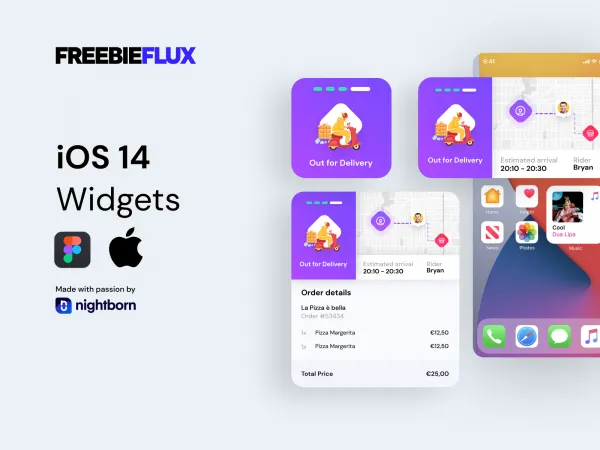 FREEBIEFLUX
iOS 14
Widgets
Made with passion by
nightborn
Out for Delivery
Out for Delivery
Estimated arrival
20:10 - 20:30
Rider
Bryan
9:41
Home
Health
News
Photos
Cool
Dua Lipa
Music
Out for Delivery
Estimated arrival
20:10 - 20:30
Rider
Bryan
Order details
La Pizza è bella
Order #53454
1x Pizza Margerita €12,50
1x Pizza Margerita €12,50
Total Price €25,00